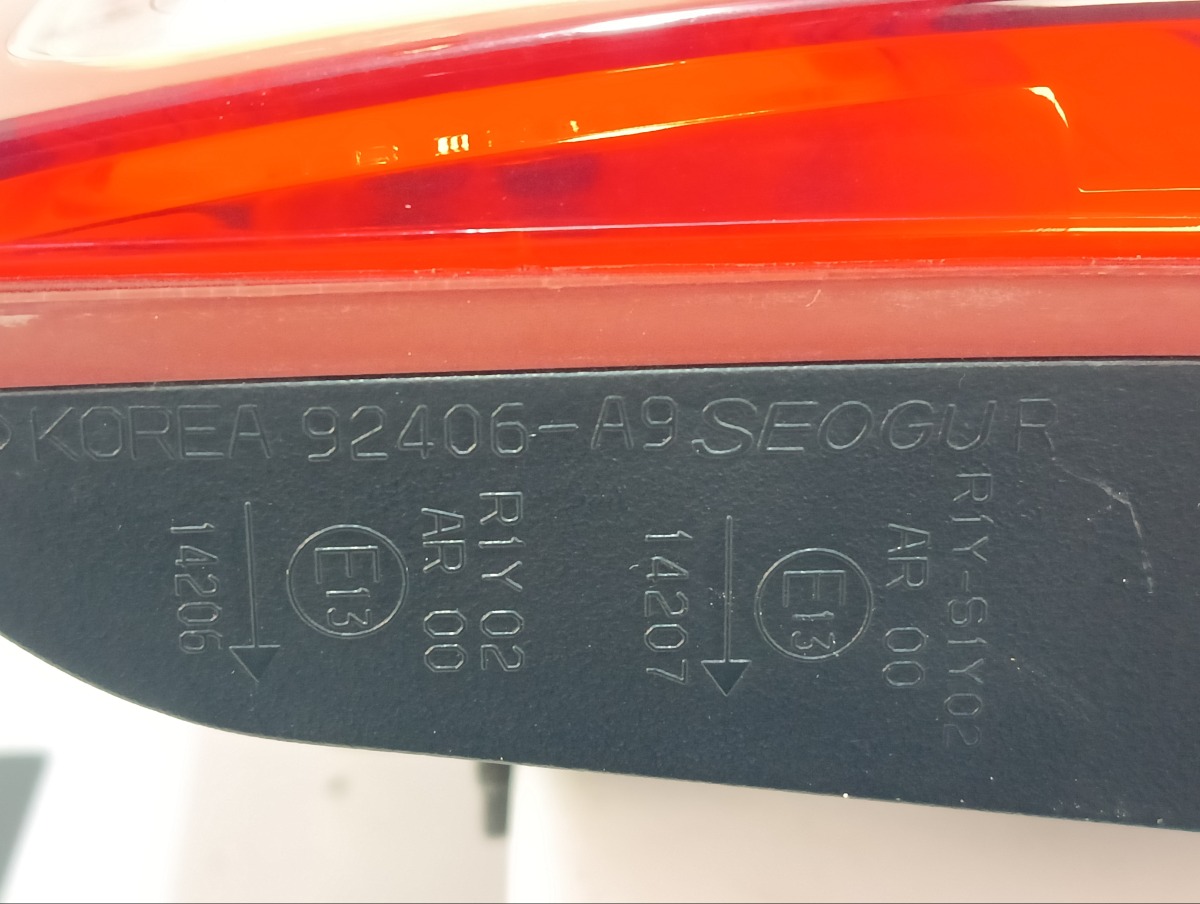 KOREA 92406-A9 SEOGU R
14206
E13
AR 00
R1Y 02
14207
E13
AR 00
R1Y-S1Y02